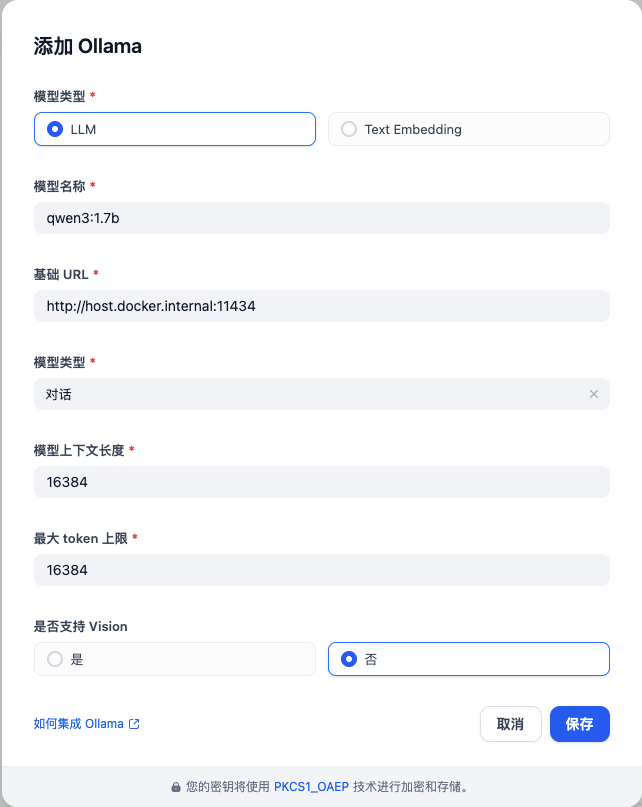 添加 Ollama
模型类型 *
LLM
Text Embedding
模型名称 *
qwen3:1.7b
基础 URL *
http://host.docker.internal:11434
模型类型 *
对话
模型上下文长度 *
16384
最大 token 上限 *
16384
是否支持 Vision
是
否
如何集成 Ollama
取消
保存
您的密钥将使用 PKCS1_OAEP 技术进行加密和存储。